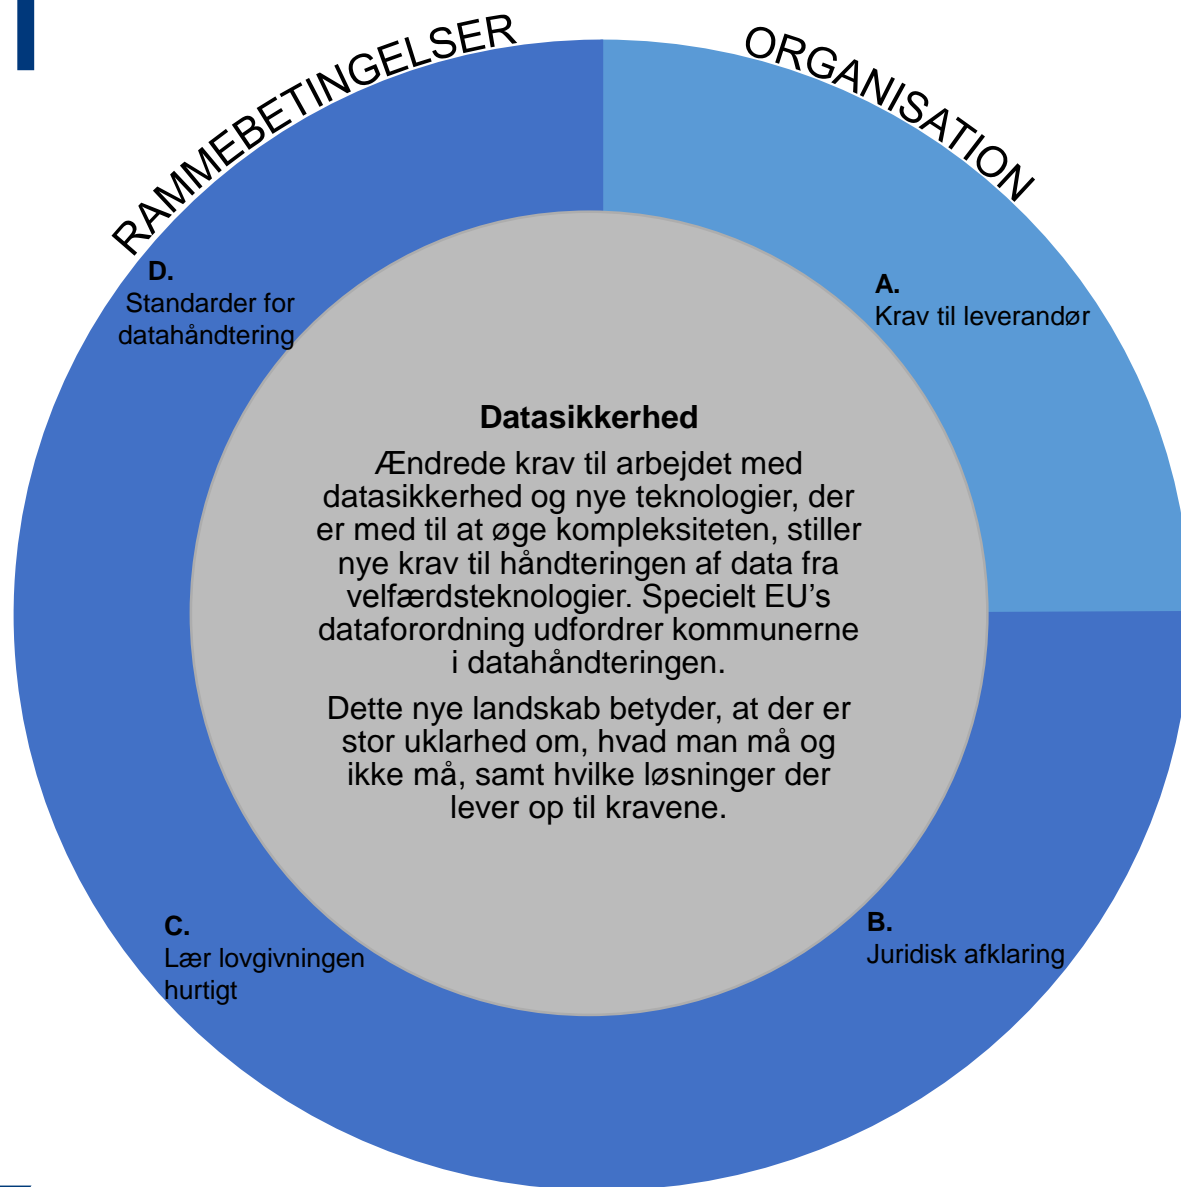 RAMMEBETINGELSER
ORGANISATION
D.
Standarder for
datahåndtering
A.
Krav til leverandør
Datasikkerhed
Ændrede krav til arbejdet med
datasikkerhed og nye teknologier, der
er med til at øge kompleksiteten, stiller
nye krav til håndteringen af data fra
velfærdsteknologier. Specielt EU’s
dataforordning udfordrer kommunerne
i datahåndteringen.
Dette nye landskab betyder, at der er
stor uklarhed om, hvad man må og
ikke må, samt hvilke løsninger der
lever op til kravene.
C.
Lær lovgivningen
hurtigt
B.
Juridisk afklaring